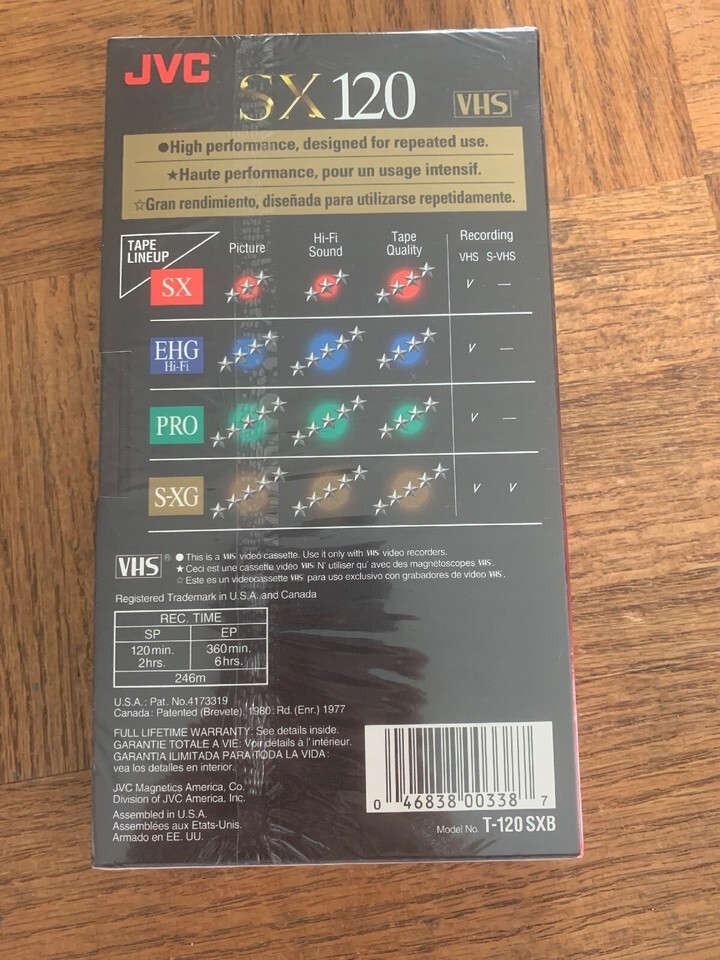 JVC
SX 120
VHS
●High performance, designed for repeated use.
★Haute performance, pour un usage intensif.
☆Gran rendimiento, diseñada para utilizarse repetidamente.
TAPE LINEUP
Picture
Hi-Fi Sound
Tape Quality
Recording
VHS S-VHS
SX
EHG
Hi-Fi
PRO
S-XG
VHS®
● This is a VHS video cassette. Use it only with VHS video recorders.
★ Ceci est une cassette vidéo VHS N' utiliser qu' avec des magnétoscopes VHS.
☆ Este es un videocassette VHS para uso exclusivo con grabadores de video VHS.
Registered Trademark in U.S.A. and Canada
REC. TIME
SP EP
120min. 360min.
2hrs. 6hrs.
246m
U.S.A.: Pat. No.4173319
Canada: Patented (Brevete), 1980: Rd. (Enr.) 1977
FULL LIFETIME WARRANTY: See details inside.
GARANTIE TOTALE A VIE: Voir détails à l'intérieur.
GARANTIA ILIMITADA PARA TODA LA VIDA:
vea los detalles en interior.
JVC Magnetics America, Co.
Division of JVC America, Inc.
Assembled in U.S.A.
Assemblées aux Etats-Unis.
Armado en EE. UU.
0 46838 00338 7
Model No. T-120 SXB